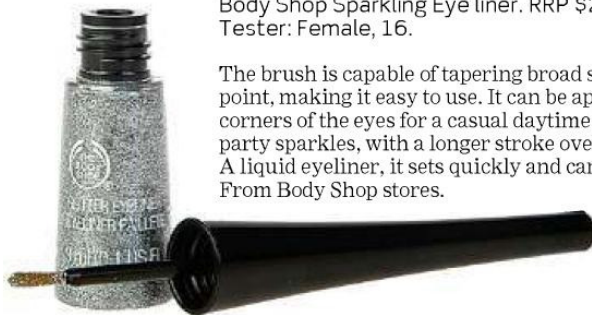 Body Shop Sparkling Eye liner. RRP $2
Tester: Female, 16.
The brush is capable of tapering broad s
point, making it easy to use. It can be ap
corners of the eyes for a casual daytime
party sparkles, with a longer stroke ove
A liquid eyeliner, it sets quickly and can
From Body Shop stores.